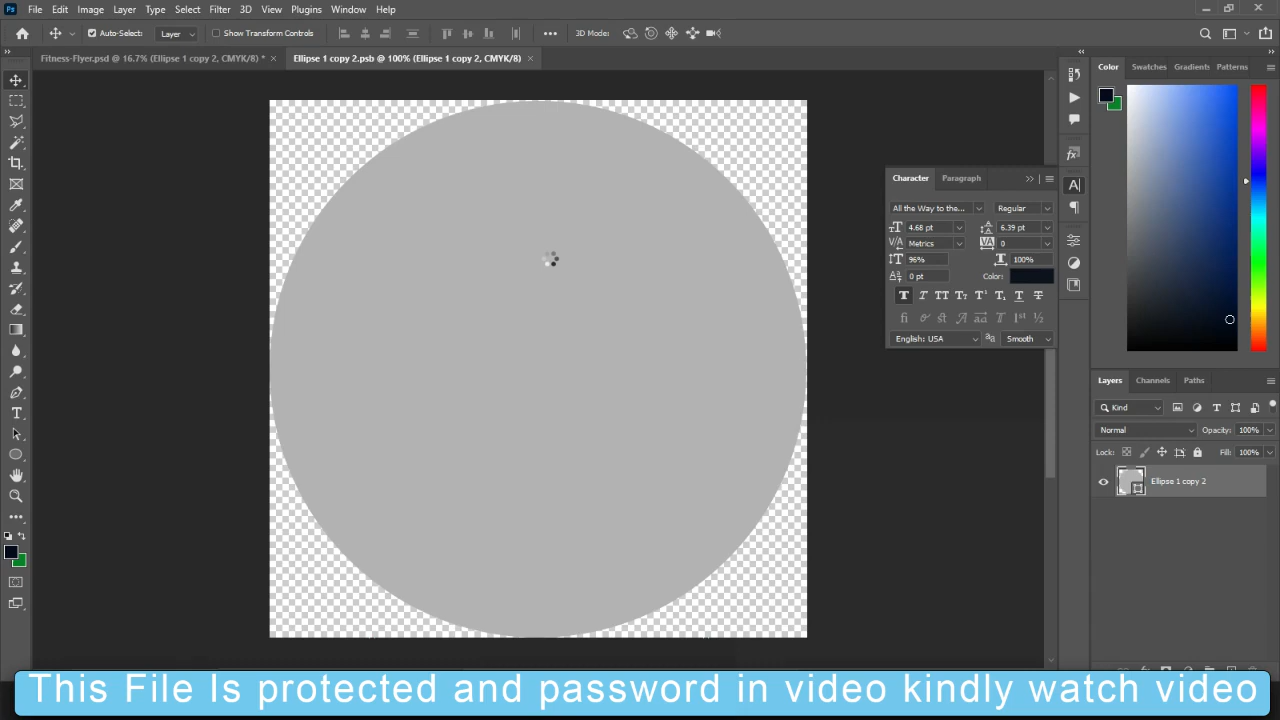 Ps File Edit Image Layer Type Select Filter 3D View Plugins Window Help
Auto-Select: Layer Show Transform Controls 3D Mode:
Fitness-Flyer.psd @ 16.7% (Ellipse 1 copy 2, CMYK/8) * Ellipse 1 copy 2.psb @ 100% (Ellipse 1 copy 2, CMYK/8)
Color Swatches Gradients Patterns
Character Paragraph
All the Way to the... Regular
4.68 pt 6.39 pt
Metrics 0
96% 100%
0 pt Color:
English: USA aa Smooth
Layers Channels Paths
Kind
Normal Opacity: 100%
Lock: Fill: 100%
Ellipse 1 copy 2
This File Is protected and password in video kindly watch video